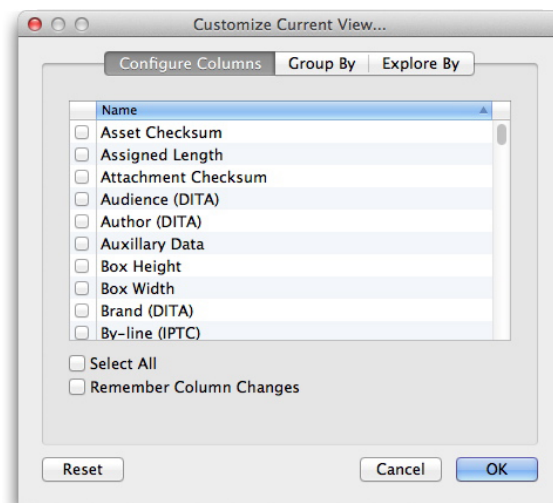 Customize Current View...
Configure Columns Group By Explore By
Name
Asset Checksum
Assigned Length
Attachment Checksum
Audience (DITA)
Author (DITA)
Auxillary Data
Box Height
Box Width
Brand (DITA)
By-line (IPTC)
Select All
Remember Column Changes
Reset Cancel OK